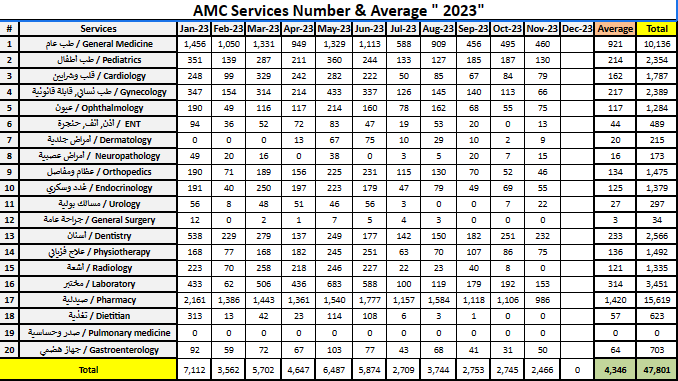 AMC Services Number & Average " 2023"
# Services Jan-23 Feb-23 Mar-23 Apr-23 May-23 Jun-23 Jul-23 Aug-23 Sep-23 Oct-23 Nov-23 Dec-23 Average Total
1 طب عام / General Medicine 1,456 1,050 1,331 949 1,329 1,113 588 909 456 495 460 921 10,136
2 طب أطفال / Pediatrics 351 139 287 211 360 244 133 127 185 187 130 214 2,354
3 قلب وشرايين / Cardiology 248 99 329 242 282 222 50 85 67 84 79 162 1,787
4 طب نسائي, قابلة قانونية / Gynecology 347 154 314 214 433 337 126 145 140 113 66 217 2,389
5 عيون / Ophthalmology 190 49 116 117 214 160 78 162 68 55 75 117 1,284
6 أذن, أنف, حنجرة / ENT 94 36 52 72 83 47 19 53 20 0 13 44 489
7 أمراض جلدية / Dermatology 0 0 0 13 67 75 10 29 10 2 9 20 215
8 أمراض عصبية / Neuropathology 49 20 16 0 38 0 3 5 20 7 15 16 173
9 عظام ومفاصل / Orthopedics 190 71 189 156 225 231 115 130 70 52 46 134 1,475
10 غدد وسكري / Endocrinology 191 40 250 197 223 179 47 79 49 69 55 125 1,379
11 مسالك بولية / Urology 56 8 48 51 46 56 3 0 0 7 22 27 297
12 جراحة عامة / General Surgery 12 0 2 1 7 5 4 3 0 0 0 3 34
13 أسنان / Dentistry 538 229 279 137 249 177 142 150 182 251 232 233 2,566
14 علاج فزيائي / Physiotherapy 168 77 168 182 245 251 63 70 107 86 75 136 1,492
15 أشعة / Radiology 223 70 258 218 246 227 22 23 40 8 0 121 1,335
16 مختبر / Laboratory 433 62 506 436 683 588 100 119 179 192 153 314 3,451
17 صيدلية / Pharmacy 2,161 1,386 1,443 1,361 1,540 1,777 1,157 1,584 1,118 1,106 986 1,420 15,619
18 تغذية / Dietitian 313 13 42 23 114 108 6 3 1 0 0 57 623
19 صدر وحساسية / Pulmonary medicine 0 0 0 0 0 0 0 0 0 0 0 0 0
20 جهاز هضمي / Gastroenterology 92 59 72 67 103 77 43 68 41 31 50 64 703
Total 7,112 3,562 5,702 4,647 6,487 5,874 2,709 3,744 2,753 2,745 2,466 0 4,346 47,801